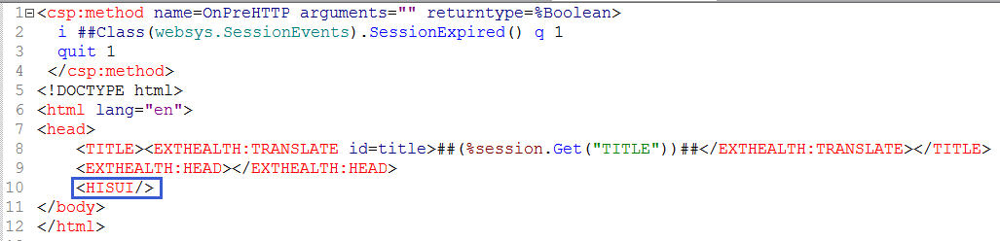 1 <csp:method name=OnPreHTTP arguments="" returntype=%Boolean>
2 i ##Class(websys.SessionEvents).SessionExpired() q 1
3 quit 1
4 </csp:method>
5 <!DOCTYPE html>
6 <html lang="en">
7 <head>
8 <TITLE><EXTHEALTH:TRANSLATE id=title>##(%session.Get("TITLE"))##</EXTHEALTH:TRANSLATE></TITLE>
9 <EXTHEALTH:HEAD></EXTHEALTH:HEAD>
10 <HISUI/>
11 </body>
12 </html>